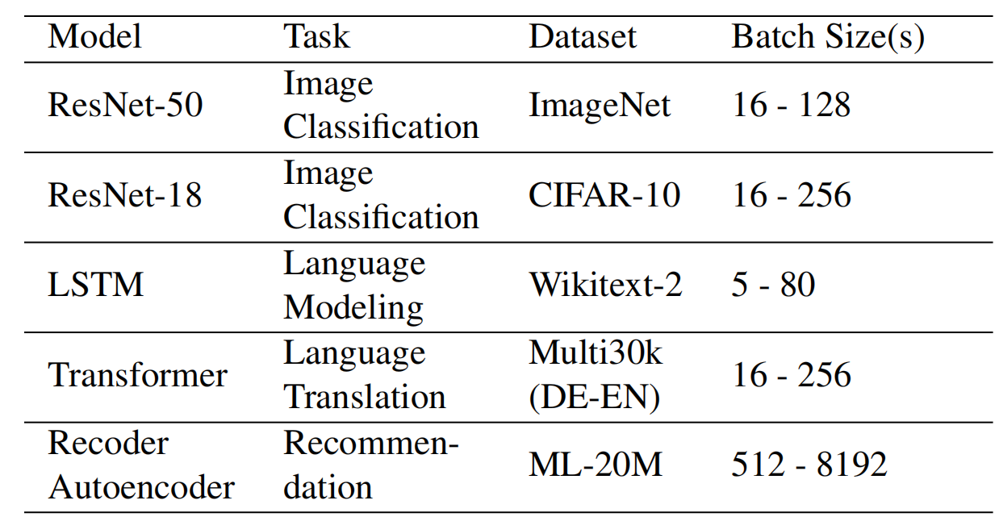 Model Task Dataset Batch Size(s)
ResNet-50 Image Classification ImageNet 16 - 128
ResNet-18 Image Classification CIFAR-10 16 - 256
LSTM Language Modeling Wikitext-2 5 - 80
Transformer Language Translation Multi30k (DE-EN) 16 - 256
Recoder Autoencoder Recommen-dation ML-20M 512 - 8192